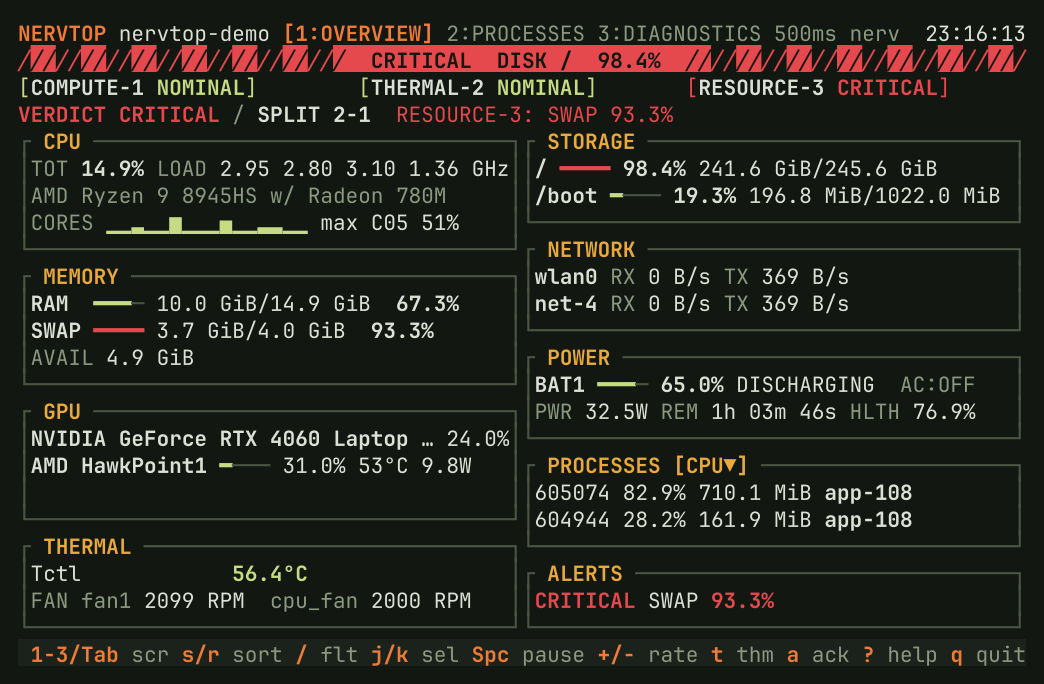 NERVTOP nervtop-demo [1:OVERVIEW] 2:PROCESSES 3:DIAGNOSTICS 500ms nerv 23:16:13
CRITICAL DISK / 98.4%
[COMPUTE-1 NOMINAL] [THERMAL-2 NOMINAL] [RESOURCE-3 CRITICAL]
VERDICT CRITICAL / SPLIT 2-1 RESOURCE-3: SWAP 93.3%
CPU
TOT 14.9% LOAD 2.95 2.80 3.10 1.36 GHz
AMD Ryzen 9 8945HS w/ Radeon 780M
CORES max C05 51%
MEMORY
RAM 10.0 GiB/14.9 GiB 67.3%
SWAP 3.7 GiB/4.0 GiB 93.3%
AVAIL 4.9 GiB
GPU
NVIDIA GeForce RTX 4060 Laptop … 24.0%
AMD HawkPoint1 31.0% 53°C 9.8W
THERMAL
Tctl 56.4°C
FAN fan1 2099 RPM cpu_fan 2000 RPM
STORAGE
/ 98.4% 241.6 GiB/245.6 GiB
/boot 19.3% 196.8 MiB/1022.0 MiB
NETWORK
wlan0 RX 0 B/s TX 369 B/s
net-4 RX 0 B/s TX 369 B/s
POWER
BAT1 65.0% DISCHARGING AC:OFF
PWR 32.5W REM 1h 03m 46s HLTH 76.9%
PROCESSES [CPU▼]
605074 82.9% 710.1 MiB app-108
604944 28.2% 161.9 MiB app-108
ALERTS
CRITICAL SWAP 93.3%
1-3/Tab scr s/r sort / flt j/k sel Spc pause +/- rate t thm a ack ? help q quit